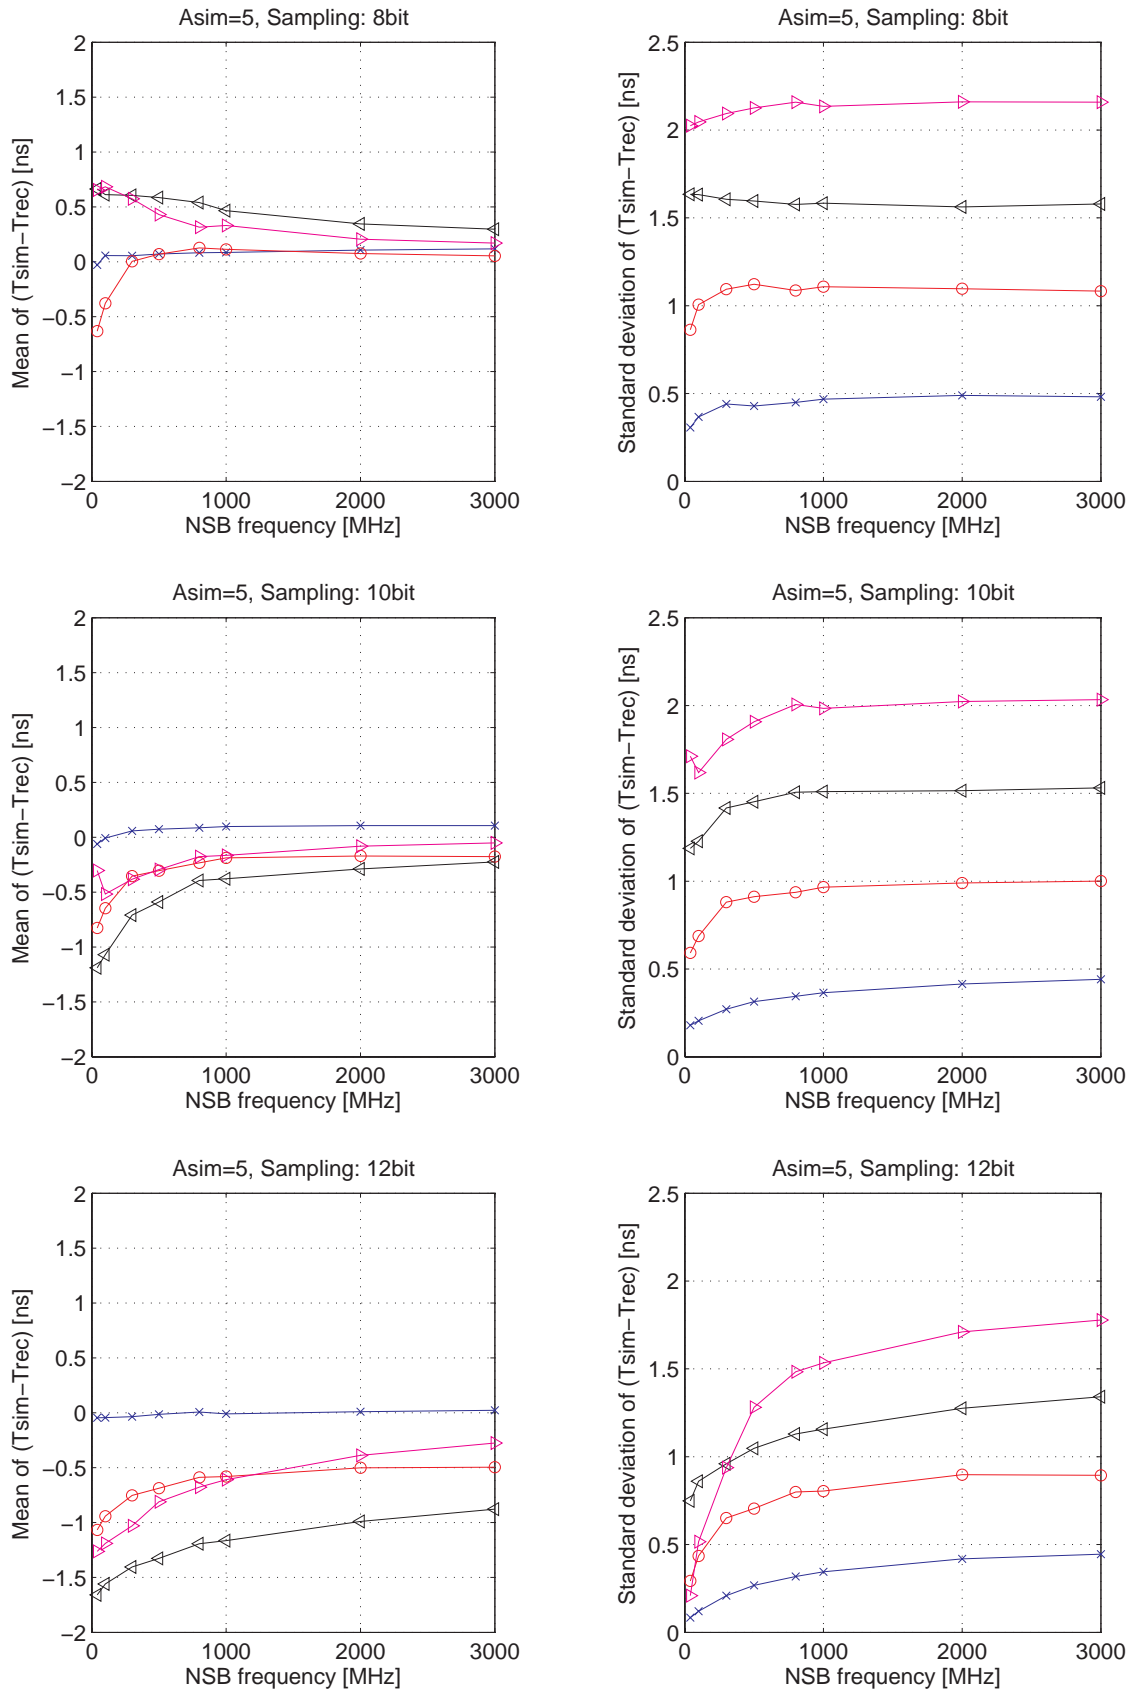 Asim=5, Sampling: 8bit
2
1.5
1
0.5
0
−0.5
−1
−1.5
−2
0 1000 2000 3000
NSB frequency [MHz]
Mean of (Tsim−Trec) [ns]
Asim=5, Sampling: 8bit
2.5
2
1.5
1
0.5
0
0 1000 2000 3000
NSB frequency [MHz]
Standard deviation of (Tsim−Trec) [ns]
Asim=5, Sampling: 10bit
2
1.5
1
0.5
0
−0.5
−1
−1.5
−2
0 1000 2000 3000
NSB frequency [MHz]
Mean of (Tsim−Trec) [ns]
Asim=5, Sampling: 10bit
2.5
2
1.5
1
0.5
0
0 1000 2000 3000
NSB frequency [MHz]
Standard deviation of (Tsim−Trec) [ns]
Asim=5, Sampling: 12bit
2
1.5
1
0.5
0
−0.5
−1
−1.5
−2
0 1000 2000 3000
NSB frequency [MHz]
Mean of (Tsim−Trec) [ns]
Asim=5, Sampling: 12bit
2.5
2
1.5
1
0.5
0
0 1000 2000 3000
NSB frequency [MHz]
Standard deviation of (Tsim−Trec) [ns]